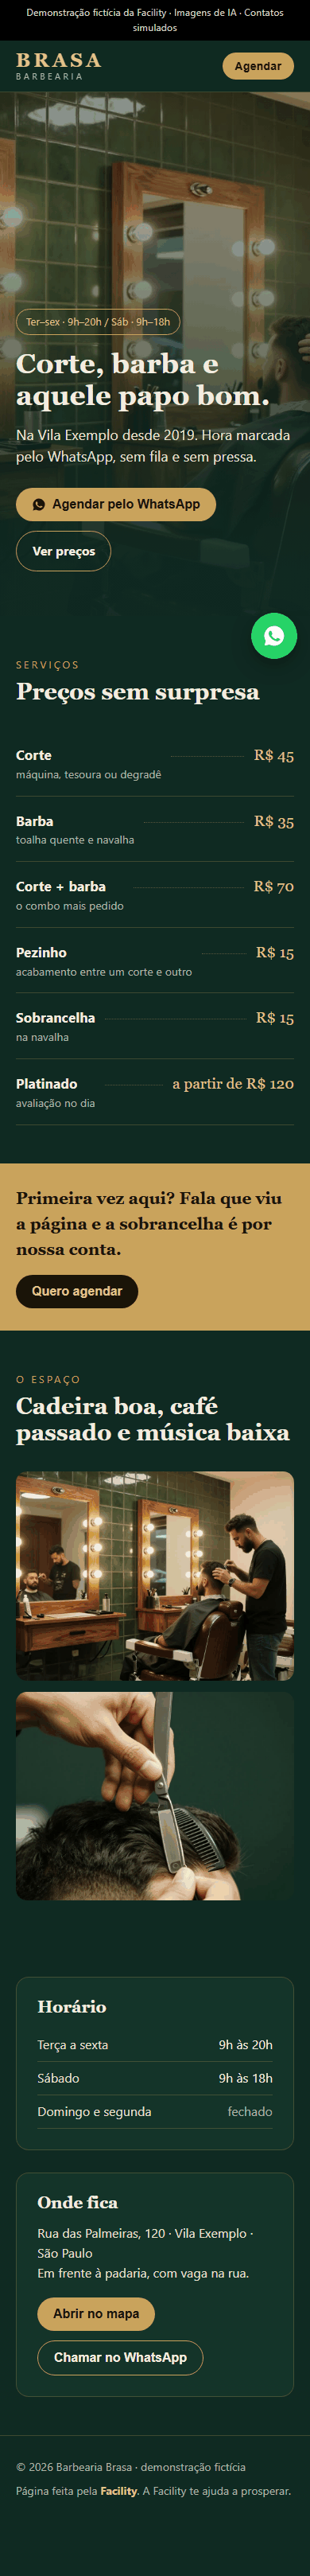 Demonstração fictícia da Facility · Imagens de IA · Contatos
simulados
BRASA
BARBEARIA
Agendar
Ter–sex · 9h–20h / Sáb · 9h–18h
Corte, barba e
aquele papo bom.
Na Vila Exemplo desde 2019. Hora marcada
pelo WhatsApp, sem fila e sem pressa.
Agendar pelo WhatsApp
Ver preços
SERVIÇOS
Preços sem surpresa
Corte R$ 45
máquina, tesoura ou degradê
Barba R$ 35
toalha quente e navalha
Corte + barba R$ 70
o combo mais pedido
Pezinho R$ 15
acabamento entre um corte e outro
Sobrancelha R$ 15
na navalha
Platinado a partir de R$ 120
avaliação no dia
Primeira vez aqui? Fala que viu
a página e a sobrancelha é por
nossa conta.
Quero agendar
O ESPAÇO
Cadeira boa, café
passado e música baixa
Horário
Terça a sexta 9h às 20h
Sábado 9h às 18h
Domingo e segunda fechado
Onde fica
Rua das Palmeiras, 120 · Vila Exemplo ·
São Paulo
Em frente à padaria, com vaga na rua.
Abrir no mapa
Chamar no WhatsApp
© 2026 Barbearia Brasa · demonstração fictícia
Página feita pela Facility. A Facility te ajuda a prosperar.